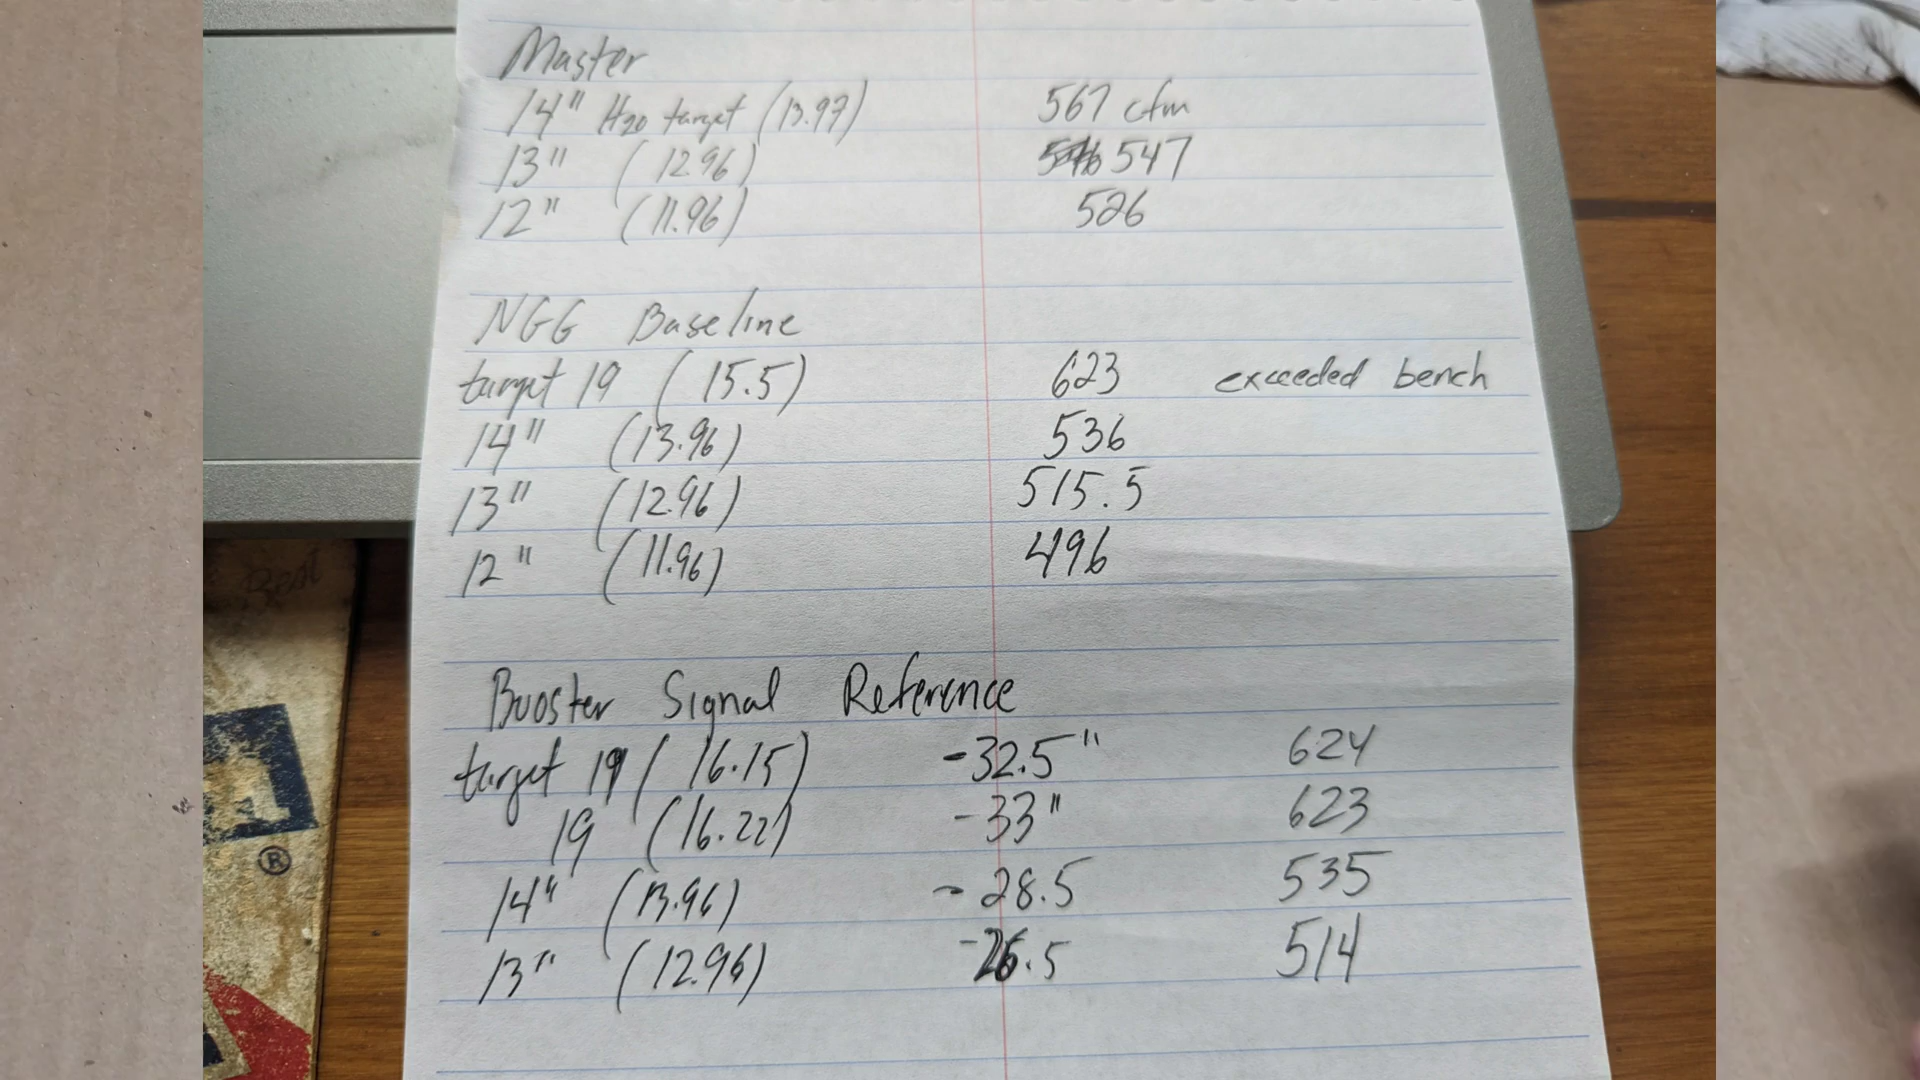 Master
14" H20 target (13.97) 567 cfm
13" (12.96) 547
12" (11.96) 526
NGG Baseline
target 19 (15.5) 623 exceeded bench
14" (13.96) 536
13" (12.96) 515.5
12" (11.96) 496
Booster Signal Reference
target 19 (16.15) -32.5" 624
19 (16.22) -33" 623
14" (13.96) - 28.5 535
13" (12.96) -26.5 514
®